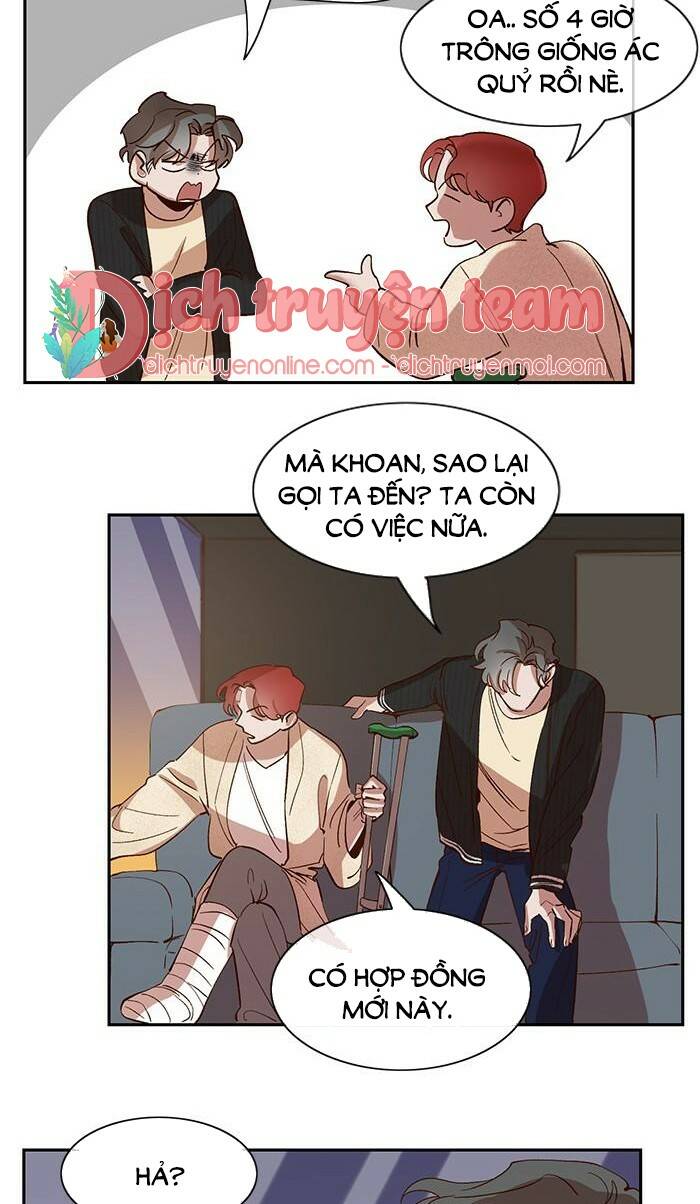 OA.. SỐ 4 GIỜ
TRÔNG GIỐNG ÁC
QUỶ RỒI NÈ.
Dịch truyện team
dichtruyenonline.com | dichtruyenmoi.com
MÀ KHOAN, SAO LẠI
GỌI TA ĐẾN? TA CÒN
CÓ VIỆC NỮA.
CÓ HỢP ĐỒNG
MỚI NÀY.
HẢ?